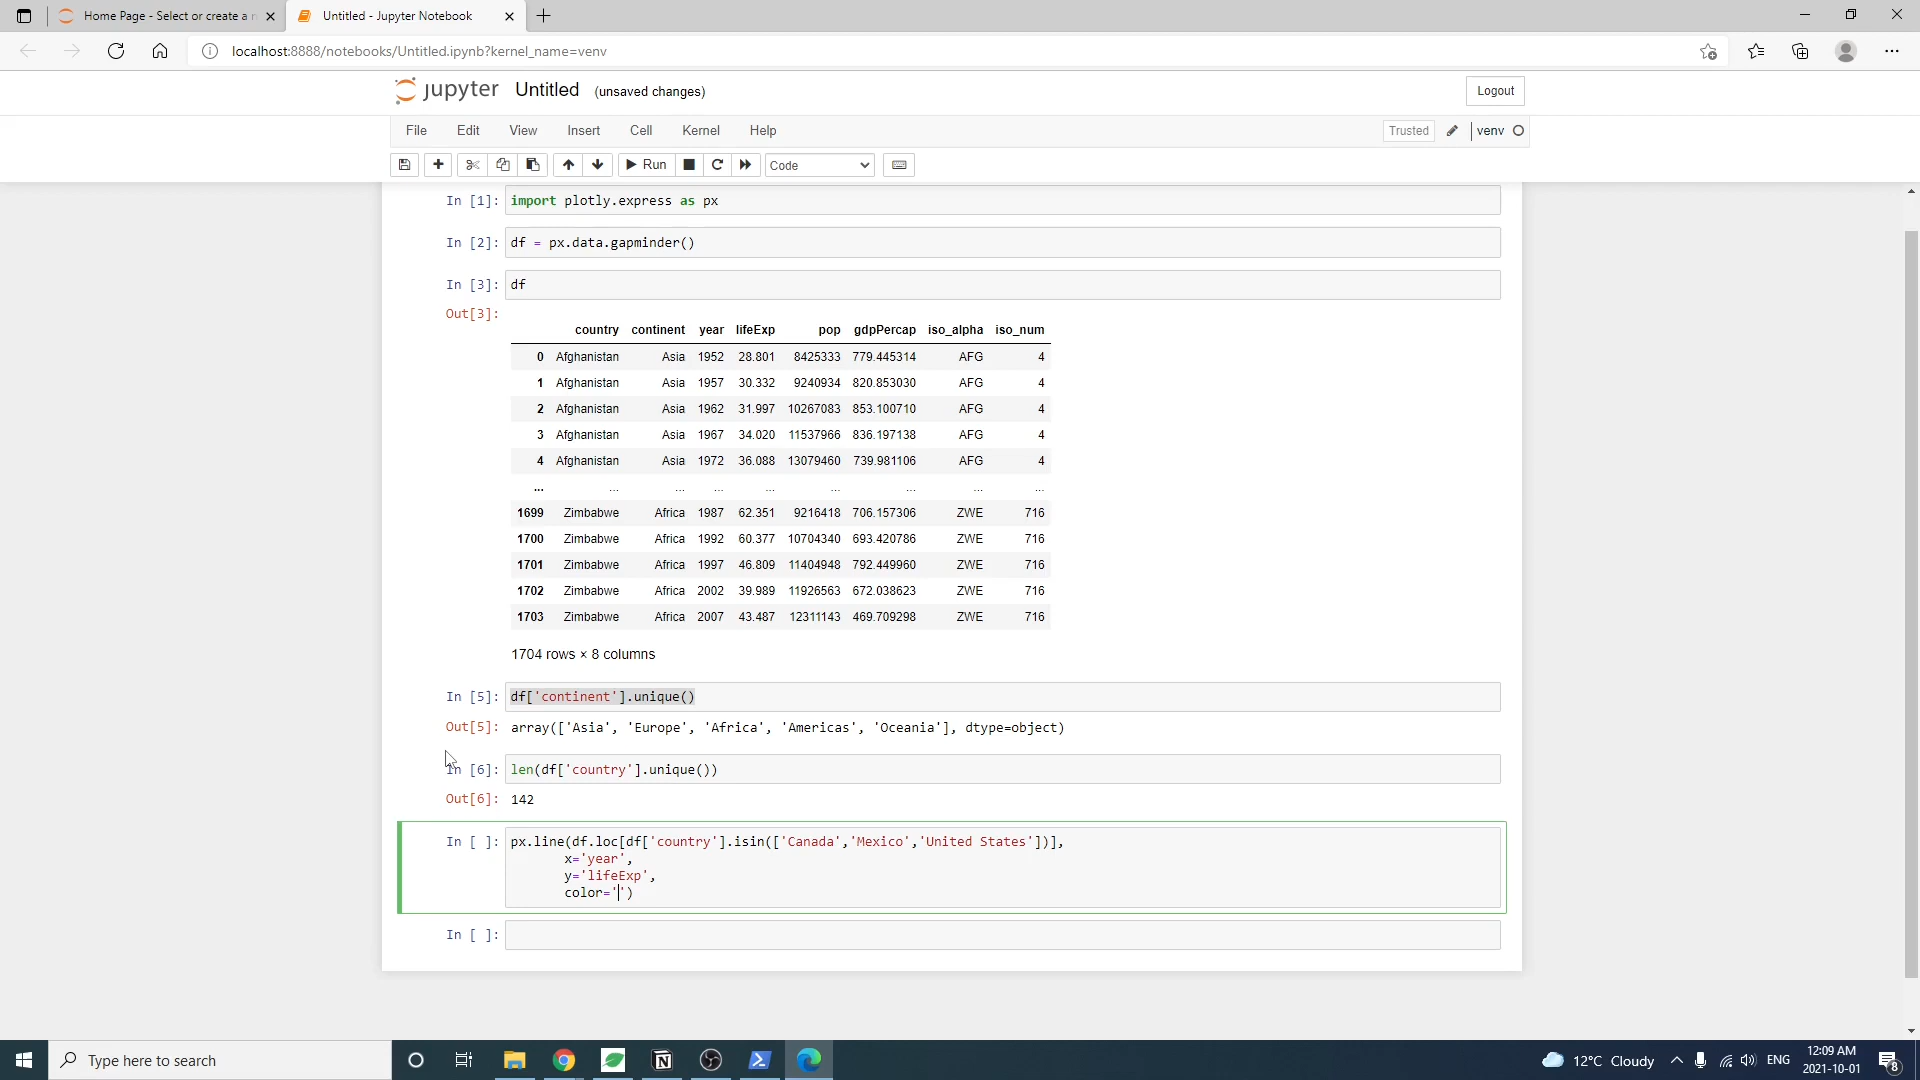 Home Page - Select or create a n
Untitled - Jupyter Notebook
localhost:8888/notebooks/Untitled.ipynb?kernel_name=venv
jupyter Untitled (unsaved changes)
Logout
File Edit View Insert Cell Kernel Help
Trusted
venv
Run
Code
In [1]: import plotly.express as px
In [2]: df = px.data.gapminder()
In [3]: df
Out[3]:
country continent year lifeExp pop gdpPercap iso_alpha iso_num
0 Afghanistan Asia 1952 28.801 8425333 779.445314 AFG 4
1 Afghanistan Asia 1957 30.332 9240934 820.853030 AFG 4
2 Afghanistan Asia 1962 31.997 10267083 853.100710 AFG 4
3 Afghanistan Asia 1967 34.020 11537966 836.197138 AFG 4
4 Afghanistan Asia 1972 36.088 13079460 739.981106 AFG 4
... ... ... ... ... ... ... ... ...
1699 Zimbabwe Africa 1987 62.351 9216418 706.157306 ZWE 716
1700 Zimbabwe Africa 1992 60.377 10704340 693.420786 ZWE 716
1701 Zimbabwe Africa 1997 46.809 11404948 792.449960 ZWE 716
1702 Zimbabwe Africa 2002 39.989 11926563 672.038623 ZWE 716
1703 Zimbabwe Africa 2007 43.487 12311143 469.709298 ZWE 716
1704 rows × 8 columns
In [5]: df['continent'].unique()
Out[5]: array(['Asia', 'Europe', 'Africa', 'Americas', 'Oceania'], dtype=object)
In [6]: len(df['country'].unique())
Out[6]: 142
In [ ]: px.line(df.loc[df['country'].isin(['Canada','Mexico','United States'])],
x='year',
y='lifeExp',
color='')
In [ ]:
Type here to search
12°C Cloudy
ENG
12:09 AM
2021-10-01
8